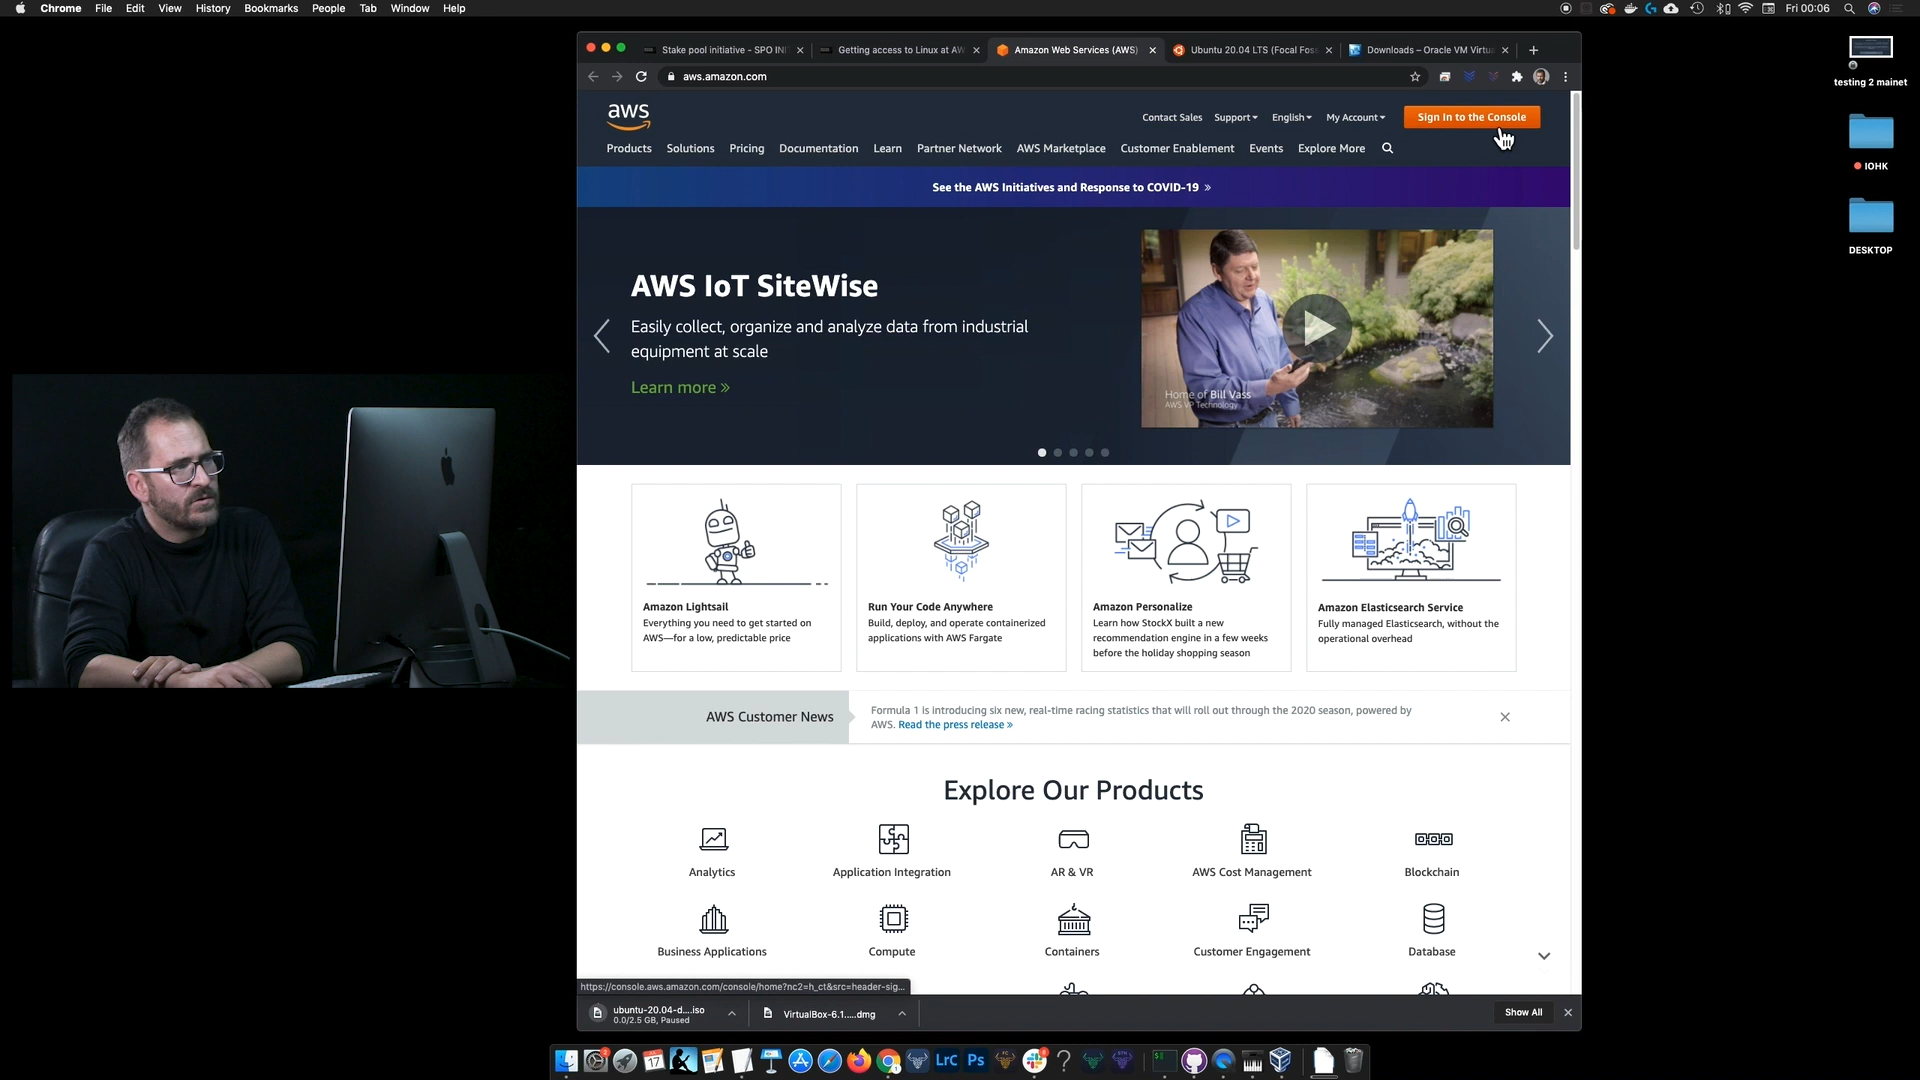 Chrome File Edit View History Bookmarks People Tab Window Help
Fri 00:06
Stake pool initiative - SPO INI
Getting access to Linux at AW
Amazon Web Services (AWS)
Ubuntu 20.04 LTS (Focal Fos
Downloads – Oracle VM Virtu
aws.amazon.com
aws
Contact Sales Support English My Account Sign In to the Console
Products Solutions Pricing Documentation Learn Partner Network AWS Marketplace Customer Enablement Events Explore More
See the AWS Initiatives and Response to COVID-19 »
AWS IoT SiteWise
Easily collect, organize and analyze data from industrial
equipment at scale
Learn more »
Home of Bill Vass
AWS VP Technology
Amazon Lightsail
Everything you need to get started on
AWS—for a low, predictable price
Run Your Code Anywhere
Build, deploy, and operate containerized
applications with AWS Fargate
Amazon Personalize
Learn how StockX built a new
recommendation engine in a few weeks
before the holiday shopping season
Amazon Elasticsearch Service
Fully managed Elasticsearch, without the
operational overhead
AWS Customer News
Formula 1 is introducing six new, real-time racing statistics that will roll out through the 2020 season, powered by
AWS. Read the press release »
Explore Our Products
Analytics
Application Integration
AR & VR
AWS Cost Management
Blockchain
Business Applications
Compute
Containers
Customer Engagement
Database
https://console.aws.amazon.com/console/home?nc2=h_ct&src=header-sig...
ubuntu-20.04-d....iso
0.0/2.5 GB, Paused
VirtualBox-6.1.....dmg
Show All
testing 2 mainet
IOHK
DESKTOP
17
LrC
Ps